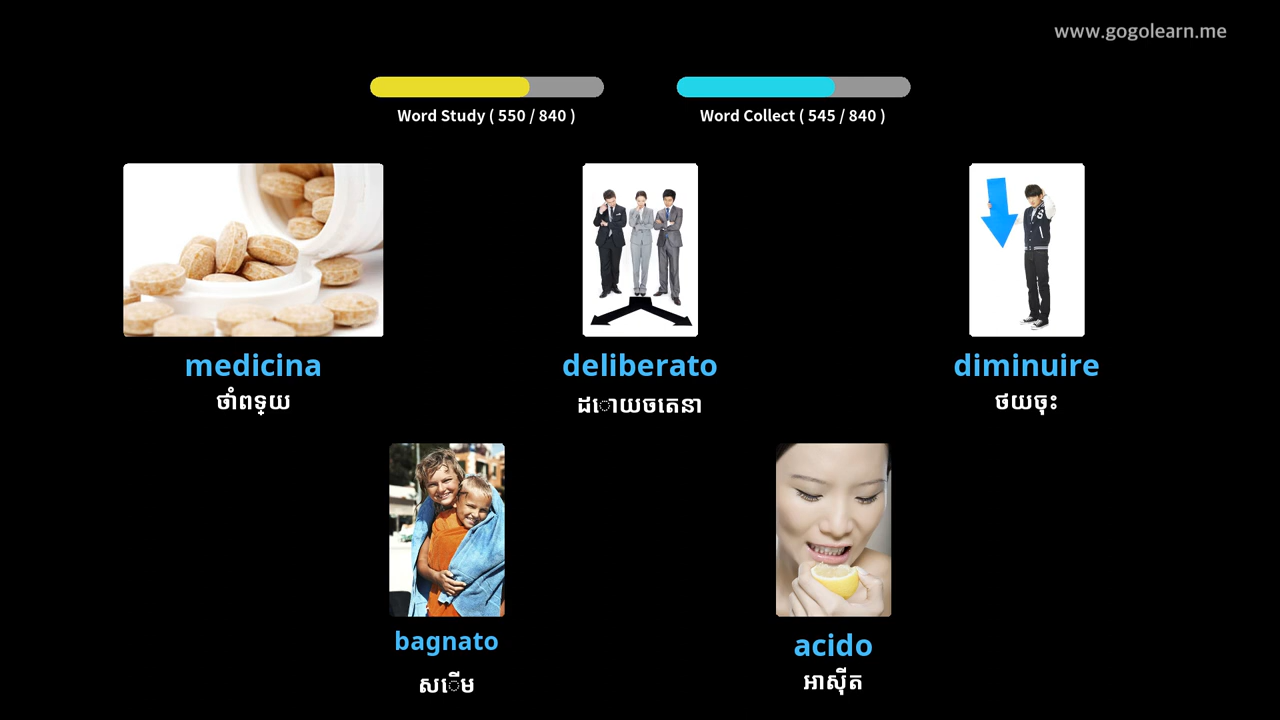 www.gogolearn.me
Word Study ( 550 / 840 )
Word Collect ( 545 / 840 )
medicina
ថាំពទ្យ
deliberato
ដោយចតេនា
diminuire
ថយចុះ
bagnato
សើម
acido
អាស៊ីត